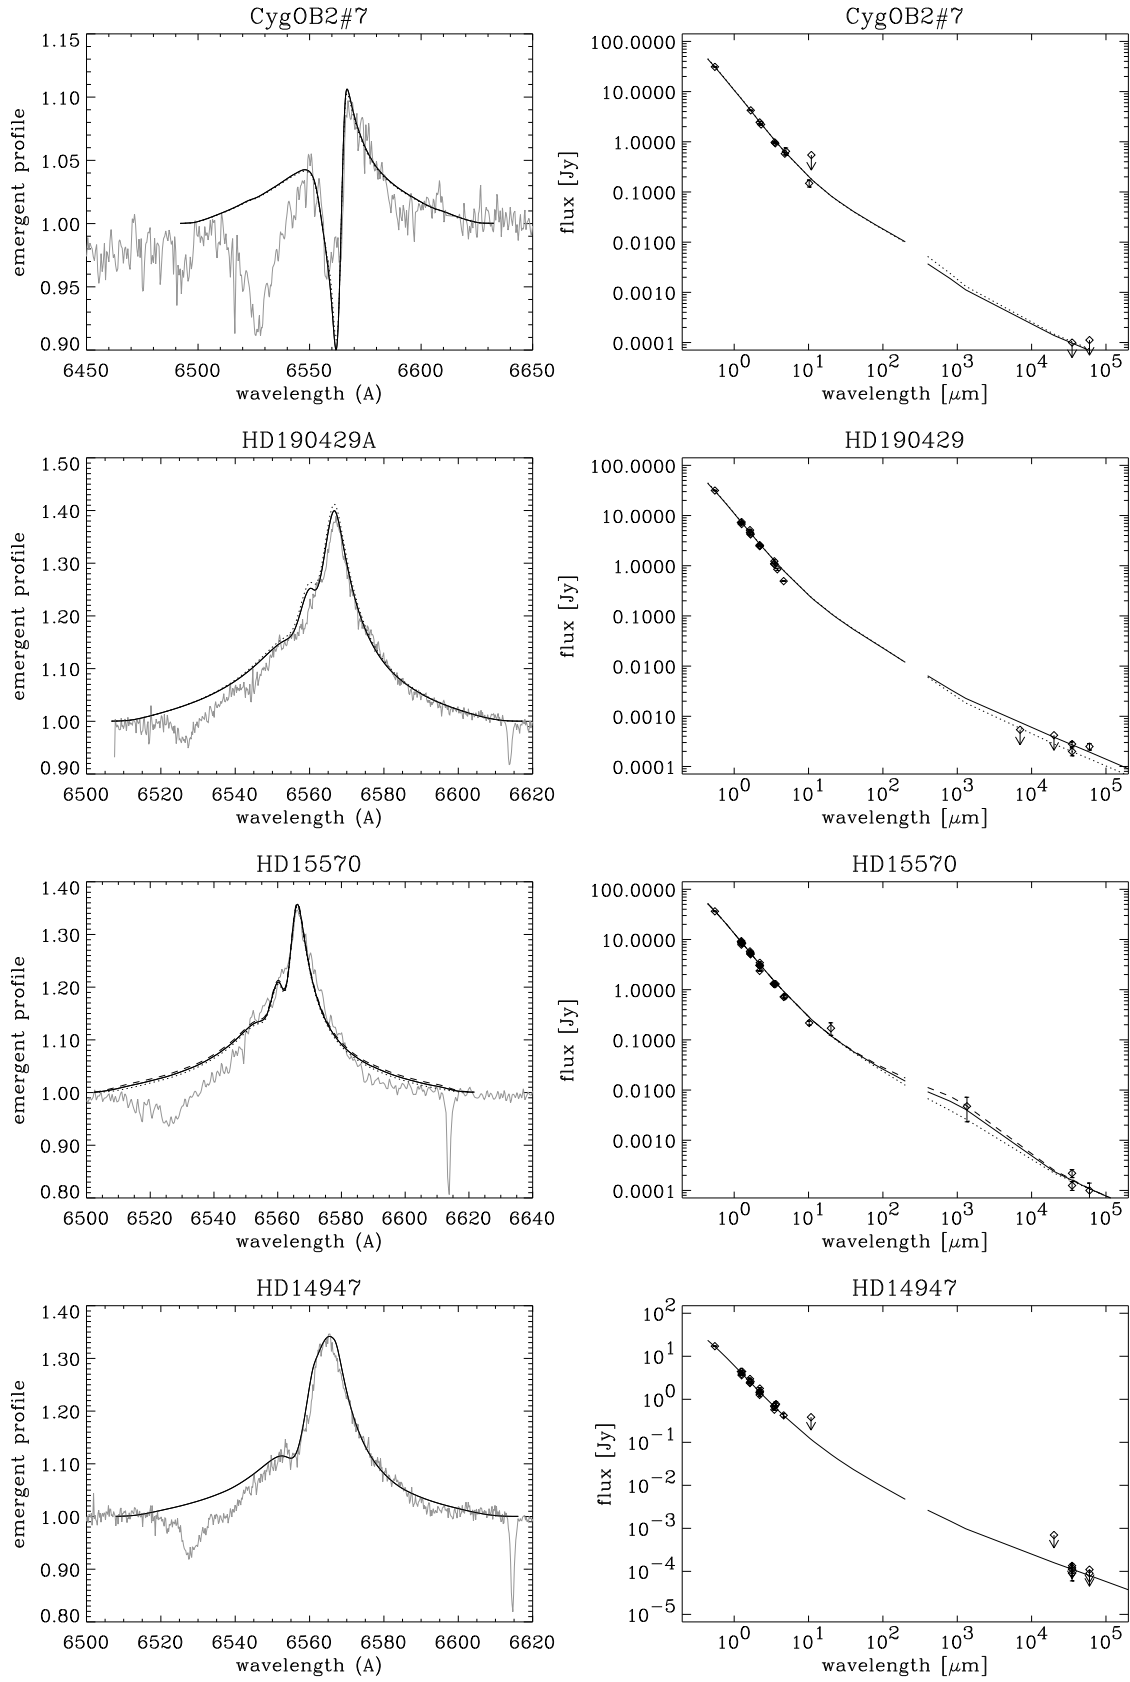 CygOB2#7
CygOB2#7
emergent profile
1.15
1.10
1.05
1.00
0.95
0.90
6450 6500 6550 6600 6650
wavelength (A)
flux [Jy]
100.0000
10.0000
1.0000
0.1000
0.0100
0.0010
0.0001
10^0 10^1 10^2 10^3 10^4 10^5
wavelength [μm]
HD190429A
HD190429
emergent profile
1.50
1.40
1.30
1.20
1.10
1.00
0.90
6500 6520 6540 6560 6580 6600 6620
wavelength (A)
flux [Jy]
100.0000
10.0000
1.0000
0.1000
0.0100
0.0010
0.0001
10^0 10^1 10^2 10^3 10^4 10^5
wavelength [μm]
HD15570
HD15570
emergent profile
1.40
1.30
1.20
1.10
1.00
0.90
0.80
6500 6520 6540 6560 6580 6600 6620 6640
wavelength (A)
flux [Jy]
100.0000
10.0000
1.0000
0.1000
0.0100
0.0010
0.0001
10^0 10^1 10^2 10^3 10^4 10^5
wavelength [μm]
HD14947
HD14947
emergent profile
1.40
1.30
1.20
1.10
1.00
0.90
0.80
6500 6520 6540 6560 6580 6600 6620
wavelength (A)
flux [Jy]
10^2
10^1
10^0
10^-1
10^-2
10^-3
10^-4
10^-5
10^0 10^1 10^2 10^3 10^4 10^5
wavelength [μm]